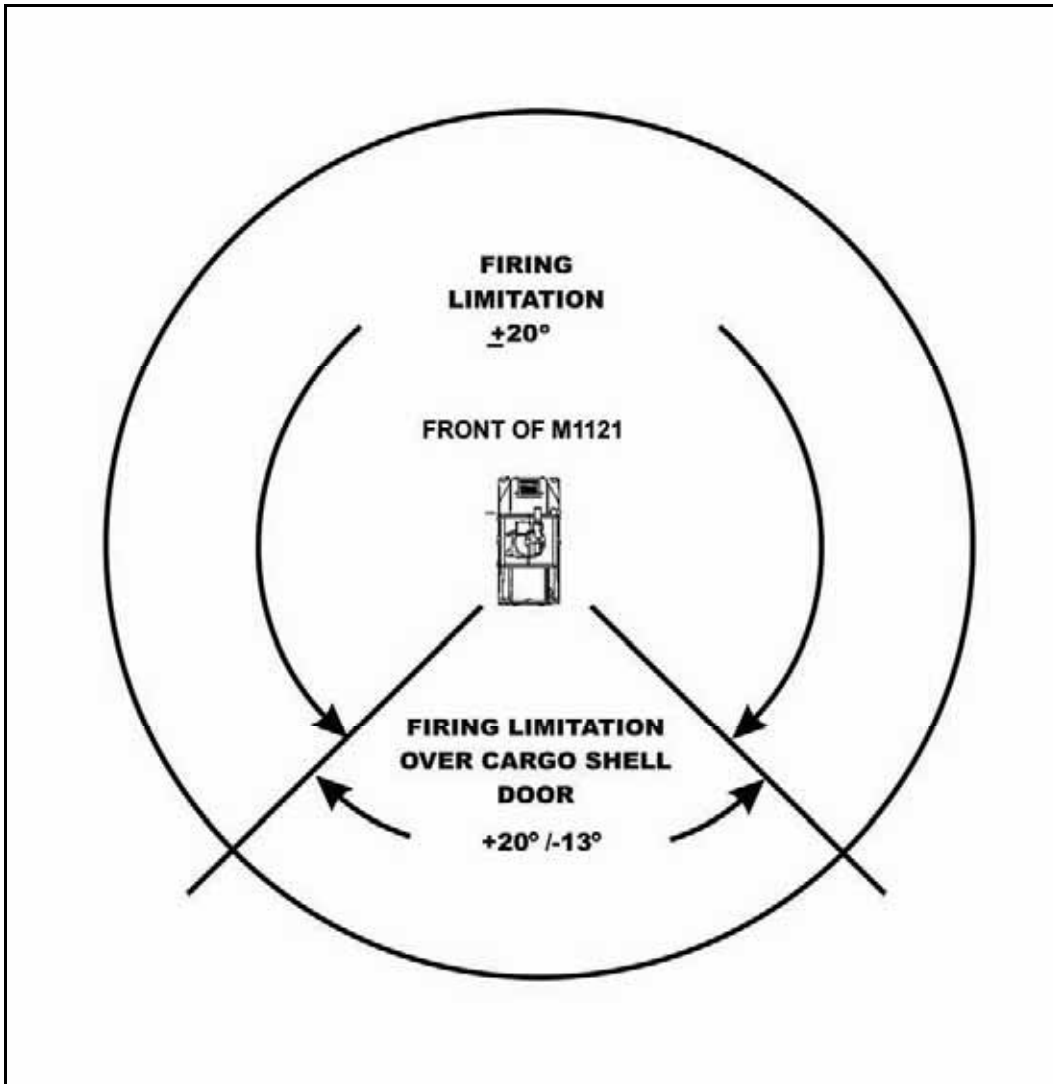 FIRING
LIMITATION
±20°
FRONT OF M1121
FIRING LIMITATION
OVER CARGO SHELL
DOOR
+20° /-13°